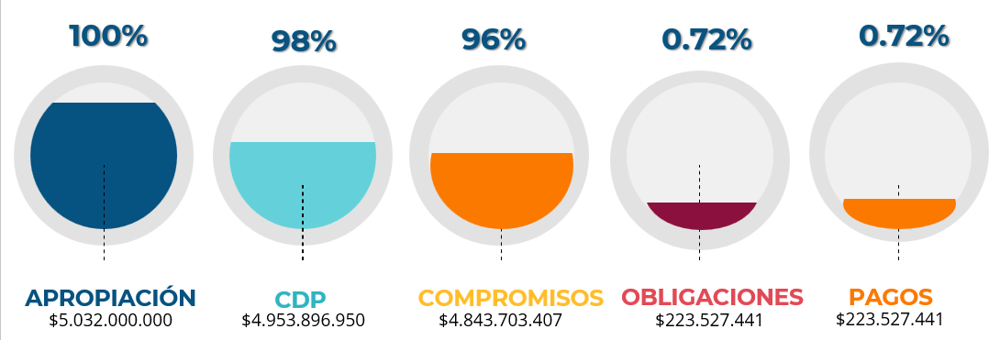 100%
98%
96%
0.72%
0.72%
APROPIACIÓN
$5.032.000.000
CDP
$4.953.896.950
COMPROMISOS
$4.843.703.407
OBLIGACIONES
$223.527.441
PAGOS
$223.527.441